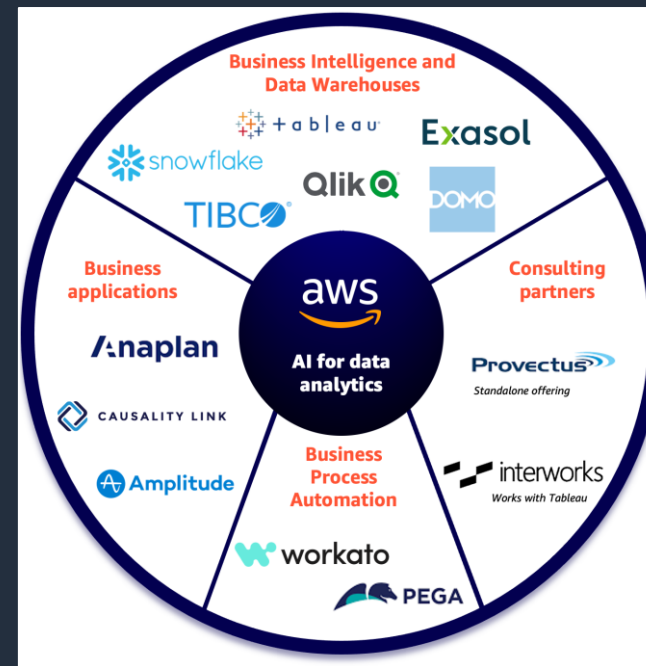 Business Intelligence and
Data Warehouses
+ a b l e a u
Exasol
snowflake
Qlik
DOMO
TIBCO
Business
applications
Anaplan
CAUSALITY LINK
Amplitude
aws
AI for data
analytics
Consulting
partners
Provectus
Standalone offering
interworks
Works with Tableau
Business
Process
Automation
workato
PEGA